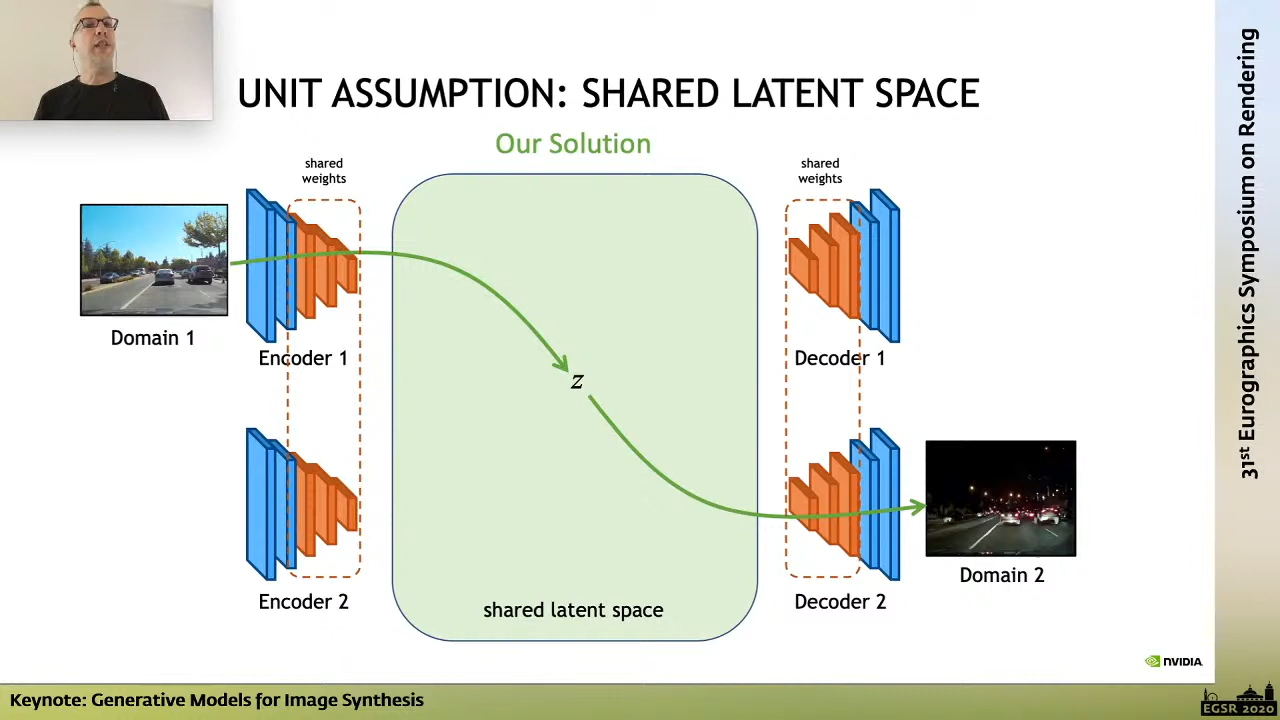 UNIT ASSUMPTION: SHARED LATENT SPACE
Our Solution
shared
weights
shared
weights
Domain 1
Encoder 1
Decoder 1
z
Encoder 2
shared latent space
Decoder 2
Domain 2
NVIDIA.
Keynote: Generative Models for Image Synthesis
31st Eurographics Symposium on Rendering
EGSR 2020